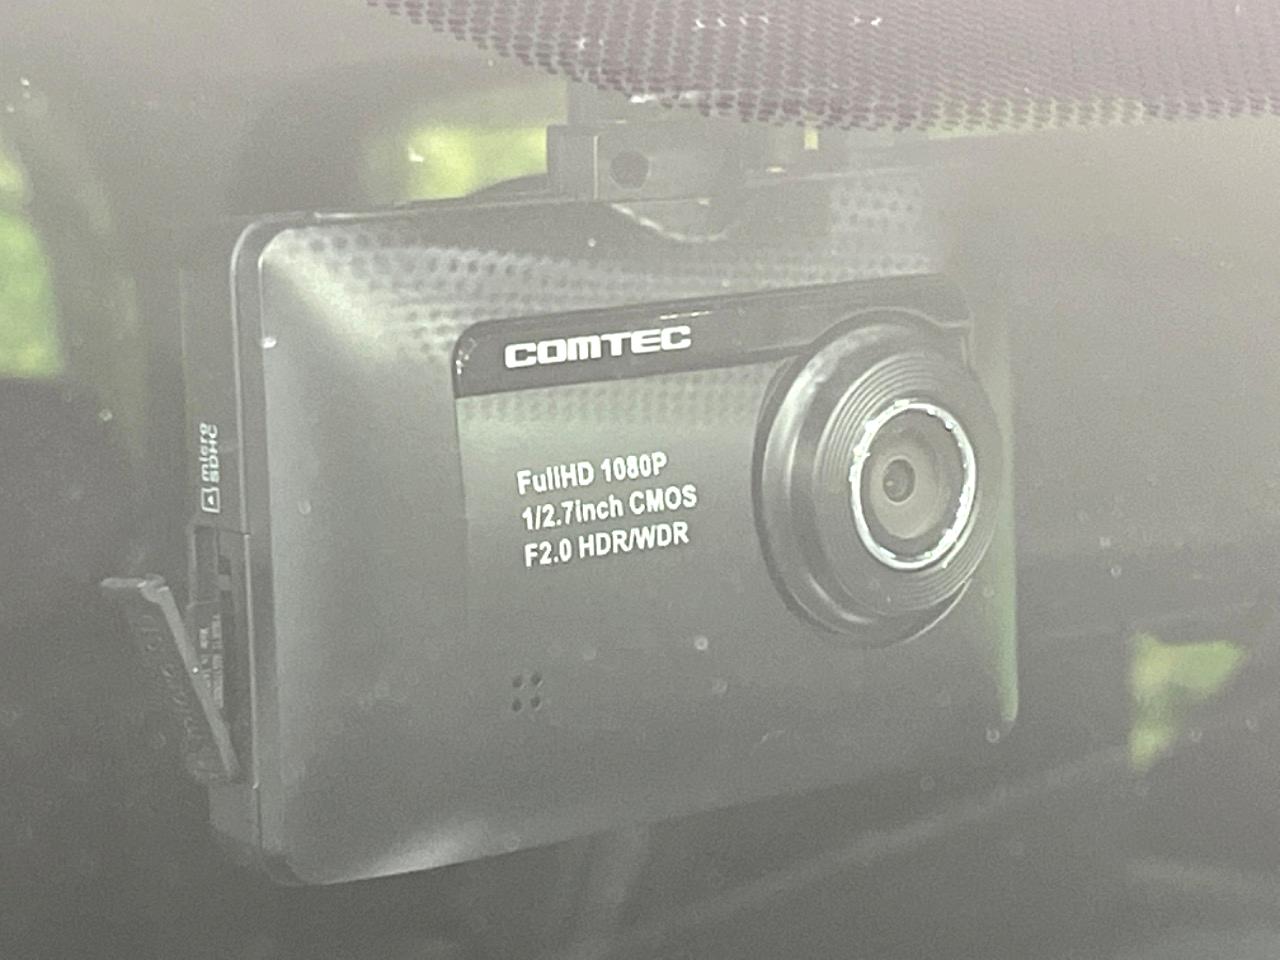 COMTEC
FullHD 1080P
1/2.7inch CMOS
F2.0 HDR/WDR
micro
SDHC